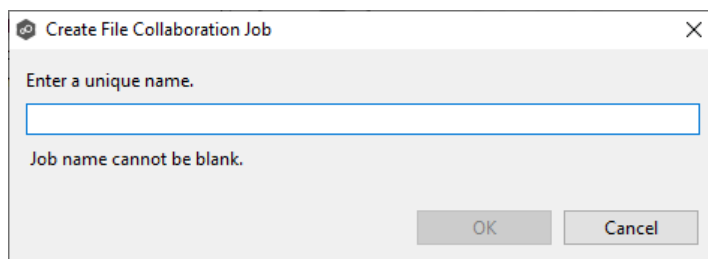 Create File Collaboration Job
Enter a unique name.
Job name cannot be blank.
OK Cancel